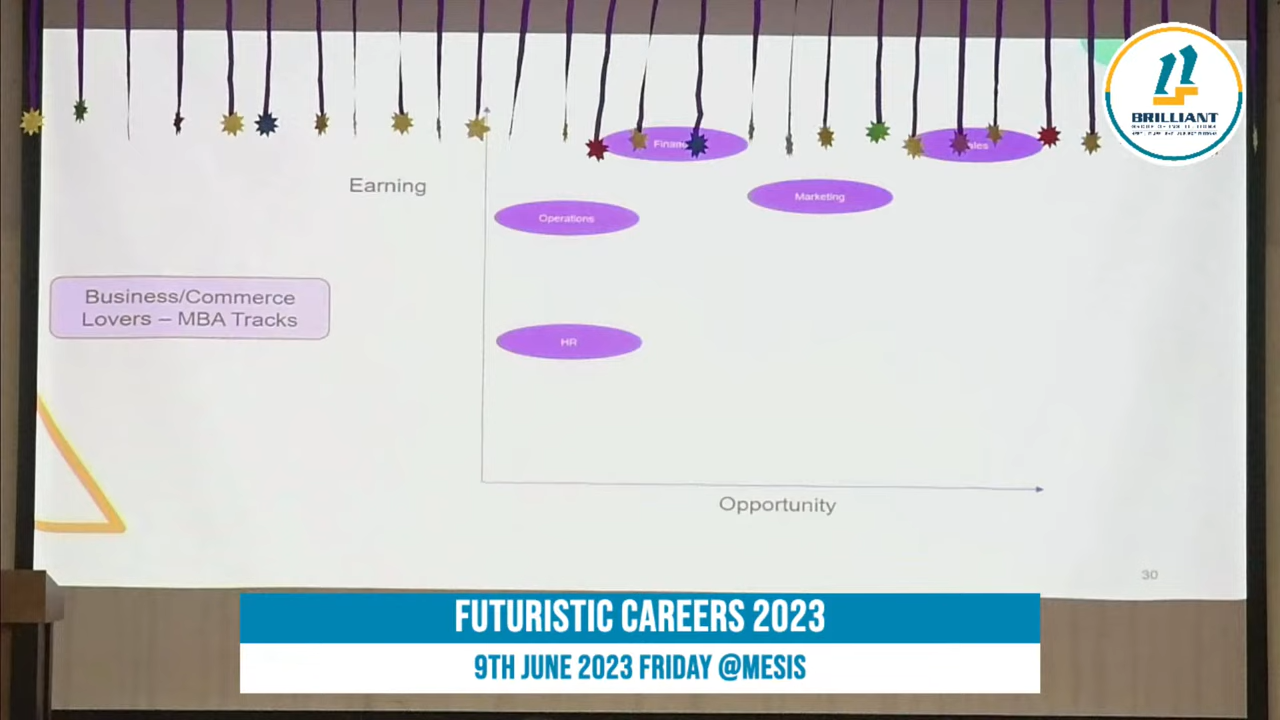 BRILLIANT
Earning
Marketing
Operations
Business/Commerce
Lovers – MBA Tracks
HR
Opportunity
30
FUTURISTIC CAREERS 2023
9TH JUNE 2023 FRIDAY @MESIS